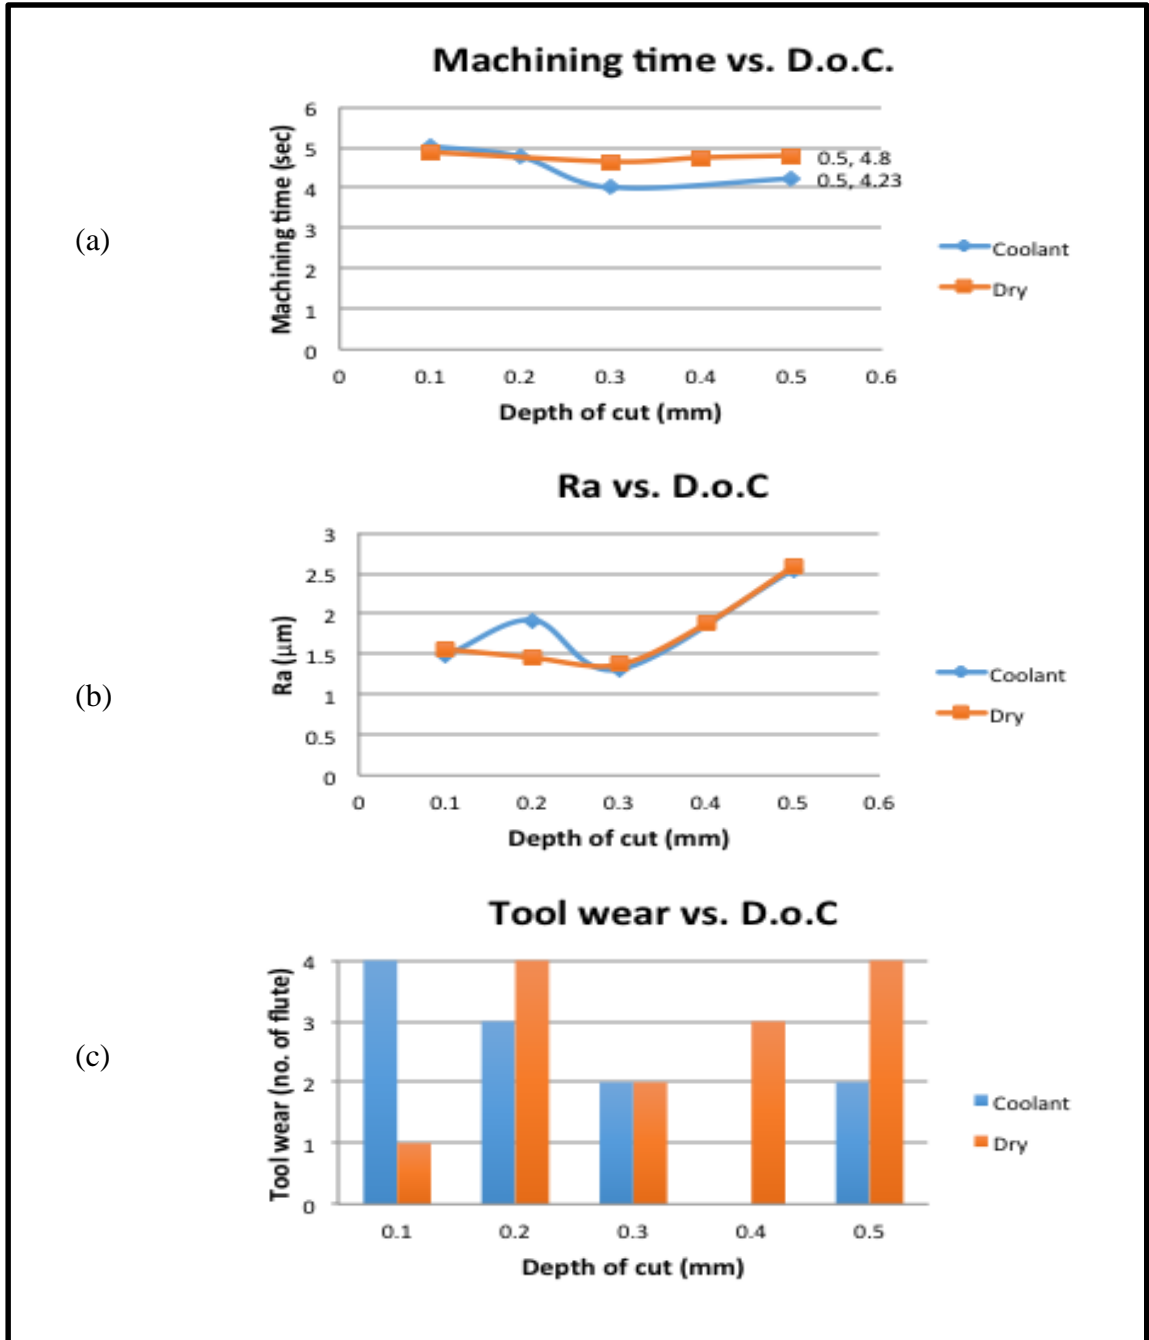 Machining time vs. D.o.C.
Machining time (sec)
6
5
4
3
2
1
0
0.5, 4.8
0.5, 4.23
(a)
Coolant
Dry
0 0.1 0.2 0.3 0.4 0.5 0.6
Depth of cut (mm)
Ra vs. D.o.C
Ra (μm)
3
2.5
2
1.5
1
0.5
0
(b)
Coolant
Dry
0 0.1 0.2 0.3 0.4 0.5 0.6
Depth of cut (mm)
Tool wear vs. D.o.C
Tool wear (no. of flute)
4
3
2
1
0
(c)
Coolant
Dry
0.1 0.2 0.3 0.4 0.5
Depth of cut (mm)